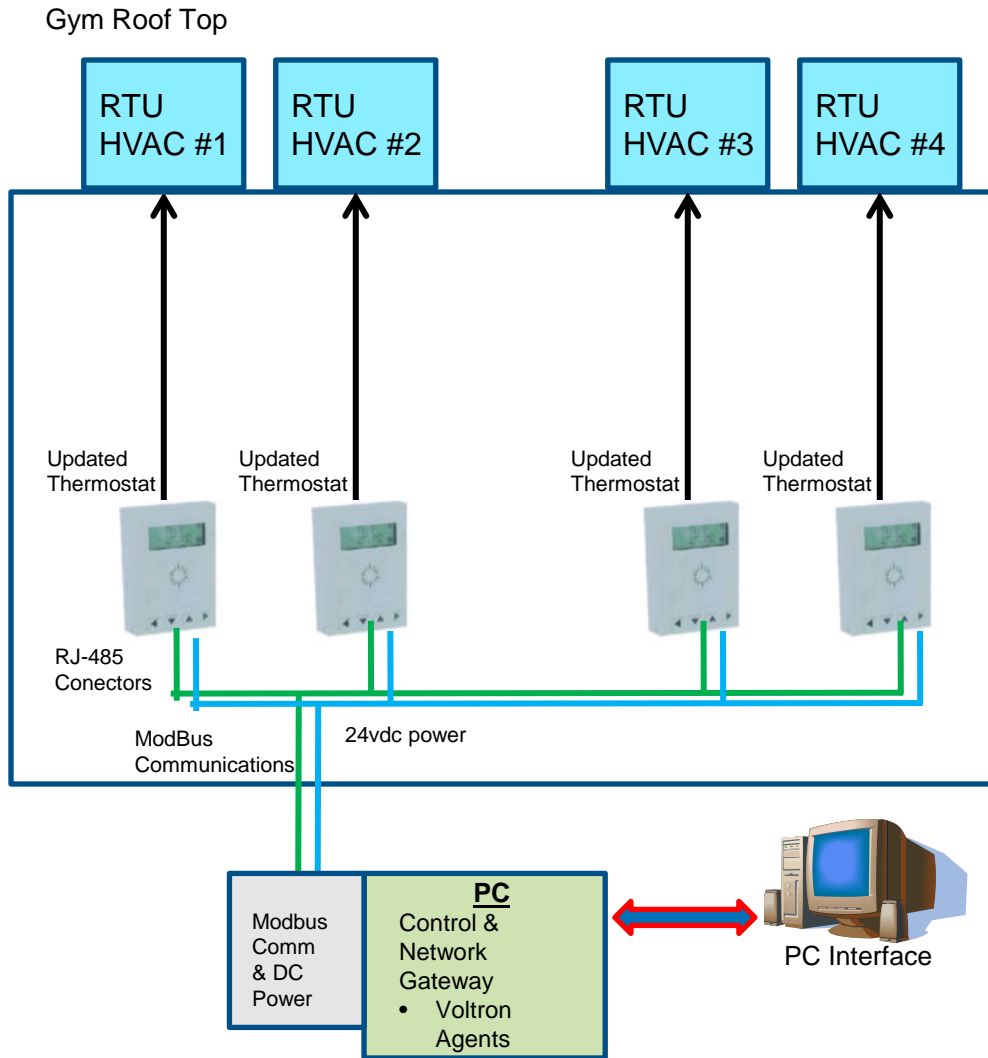 Gym Roof Top
RTU
HVAC #1
RTU
HVAC #2
RTU
HVAC #3
RTU
HVAC #4
Updated
Thermostat
Updated
Thermostat
Updated
Thermostat
Updated
Thermostat
RJ-485
Conectors
ModBus
Communications
24vdc power
Modbus
Comm
& DC
Power
PC
Control &
Network
Gateway
• Voltron
Agents
PC Interface